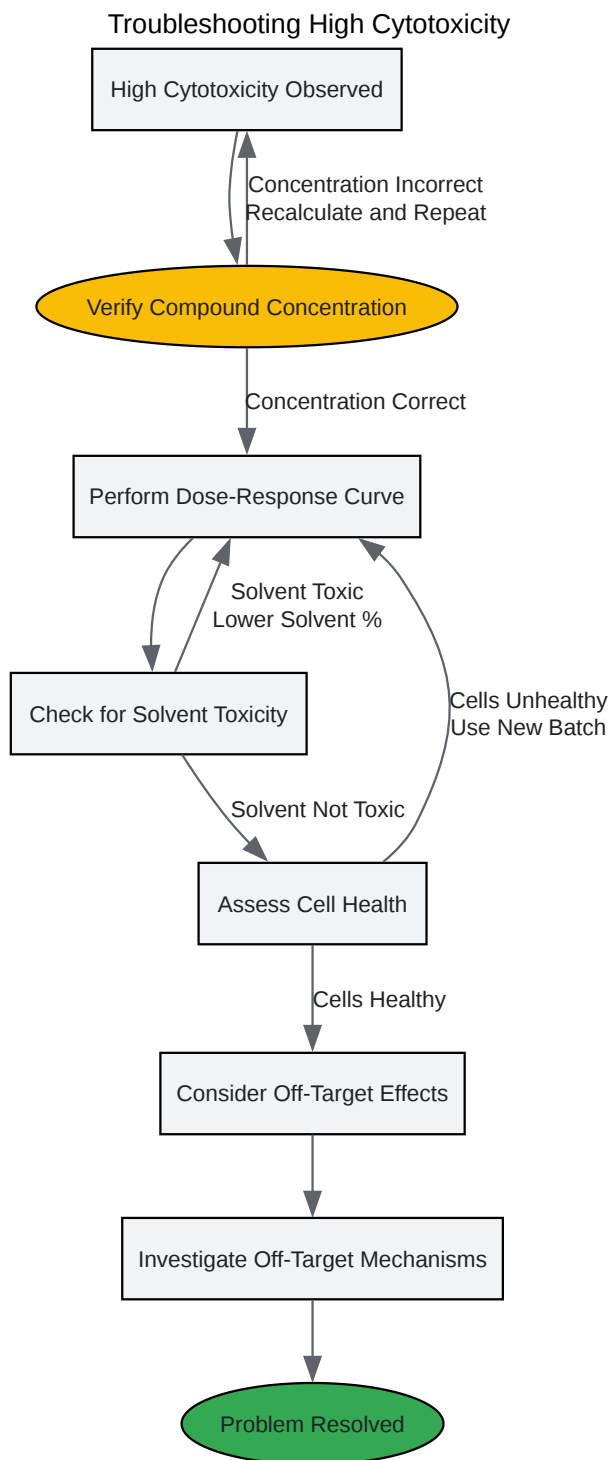 Troubleshooting High Cytotoxicity
High Cytotoxicity Observed
Concentration Incorrect
Recalculate and Repeat
Verify Compound Concentration
Concentration Correct
Perform Dose-Response Curve
Solvent Toxic
Lower Solvent %
Check for Solvent Toxicity
Cells Unhealthy
Use New Batch
Solvent Not Toxic
Assess Cell Health
Cells Healthy
Consider Off-Target Effects
Investigate Off-Target Mechanisms
Problem Resolved